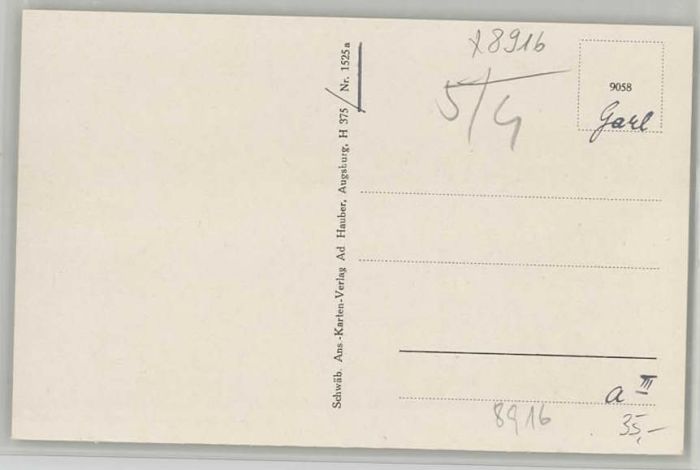 x8916
5/4
9058
Garl
Schwäb. Ans.-Karten-Verlag Ad Hauber, Augsburg, H 375 / Nr. 1525a
a III
8916
35,-